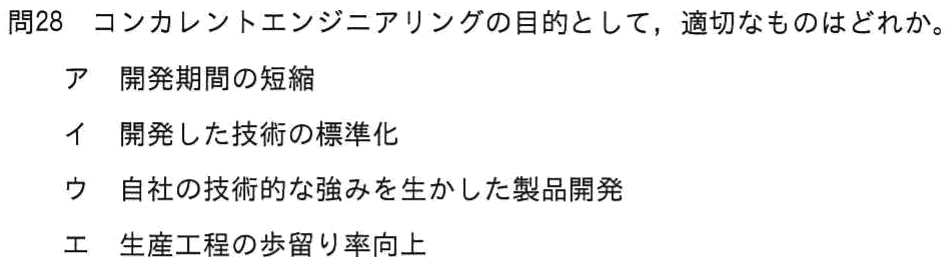 問28 コンカレントエンジニアリングの目的として，適切なものはどれか。
ア 開発期間の短縮
イ 開発した技術の標準化
ウ 自社の技術的な強みを生かした製品開発
エ 生産工程の歩留り率向上